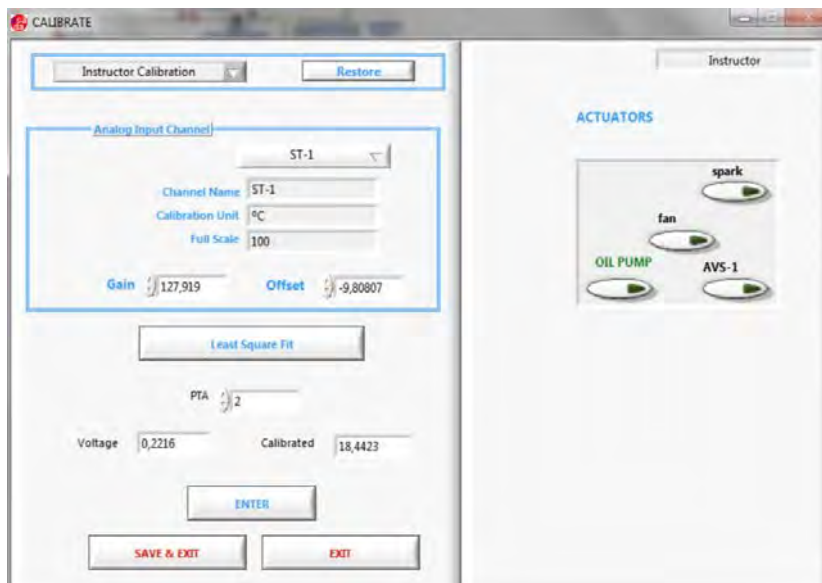 CALIBRATE
Instructor Calibration Restore
Analog Input Channel
ST-1
Channel Name ST-1
Calibration Unit ºC
Full Scale 100
Gain 127,919 Offset -9,80807
Least Square Fit
PTA 2
Voltage 0,2216 Calibrated 18,4423
ENTER
SAVE & EXIT EXIT
Instructor
ACTUATORS
spark
fan
OIL PUMP AVS-1